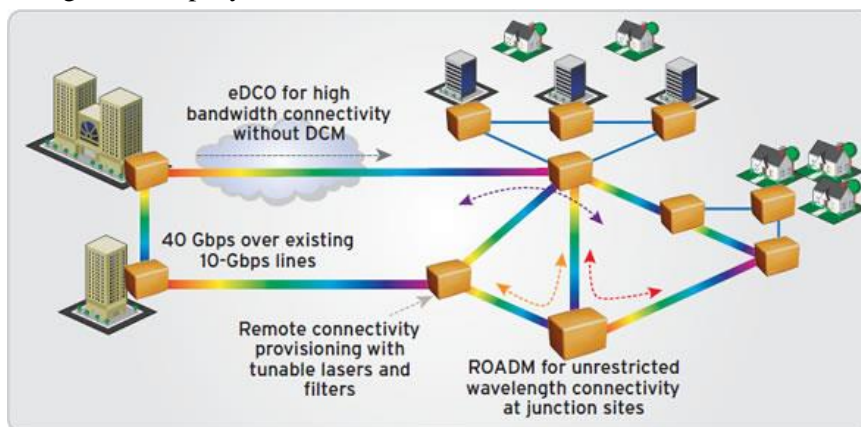 eDCO for high
bandwidth connectivity
without DCM
40 Gbps over existing
10-Gbps lines
Remote connectivity
provisioning with
tunable lasers and
filters
ROADM for unrestricted
wavelength connectivity
at junction sites